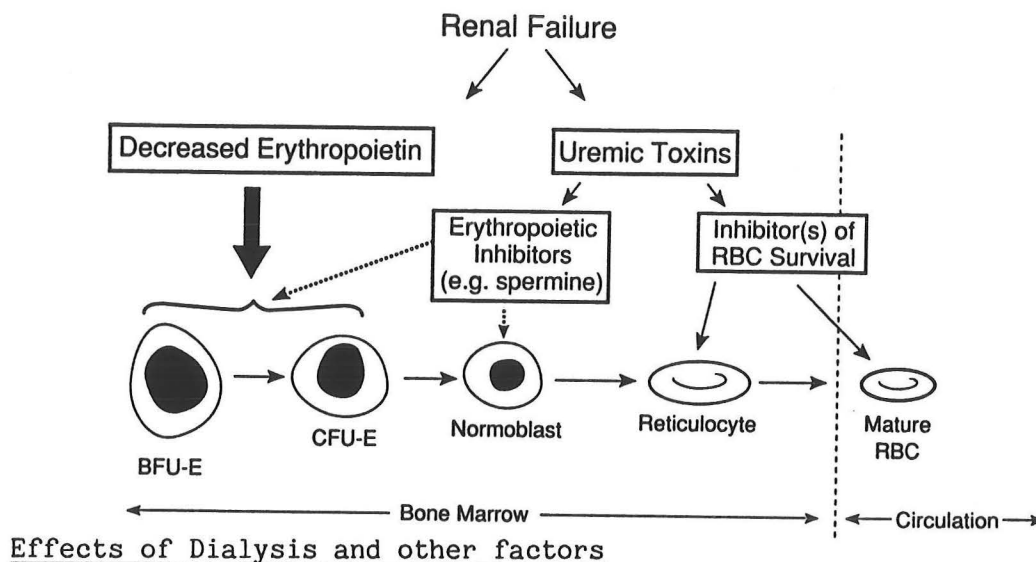 Renal Failure
Decreased Erythropoietin
Uremic Toxins
Erythropoietic
Inhibitors
(e.g. spermine)
Inhibitor(s) of
RBC Survival
BFU-E
CFU-E
Normoblast
Reticulocyte
Mature
RBC
Bone Marrow
Circulation
Effects of Dialysis and other factors